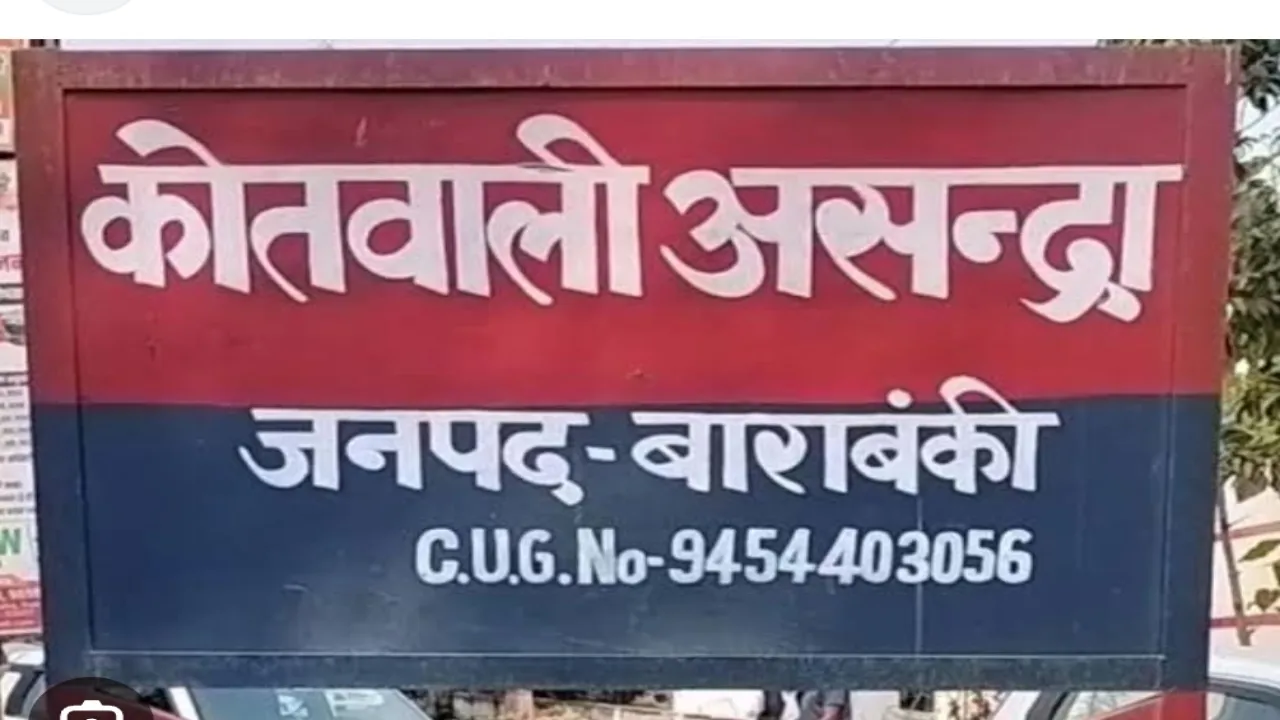 कोतवाली असन्द्रा
जनपद-बाराबंकी
C.U.G.No-9454403056